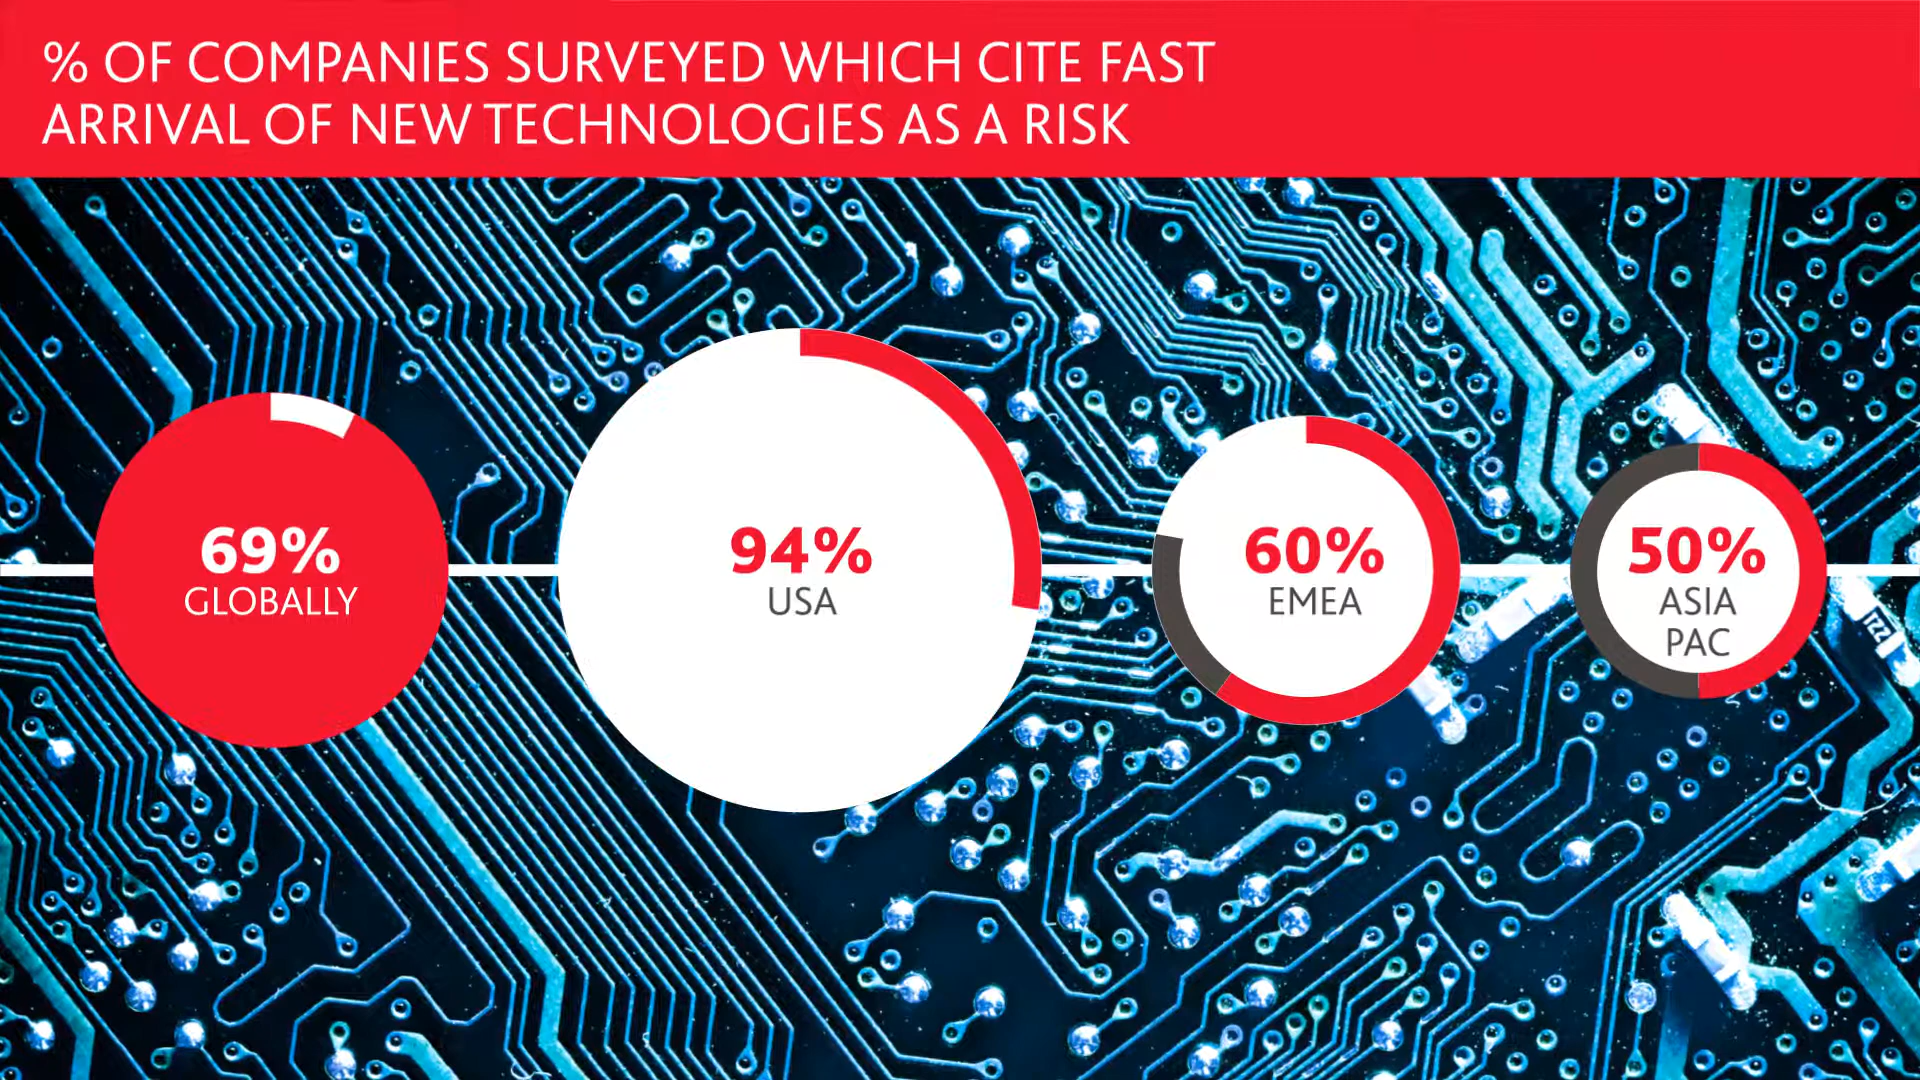 % OF COMPANIES SURVEYED WHICH CITE FAST
ARRIVAL OF NEW TECHNOLOGIES AS A RISK
69%
GLOBALLY
94%
USA
60%
EMEA
50%
ASIA
PAC
122